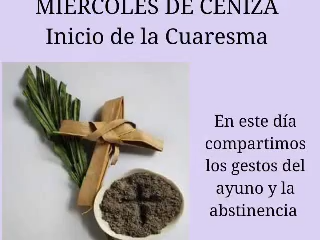 MIÉRCOLES DE CENIZA
Inicio de la Cuaresma
En este día
compartimos
los gestos del
ayuno y la
abstinencia